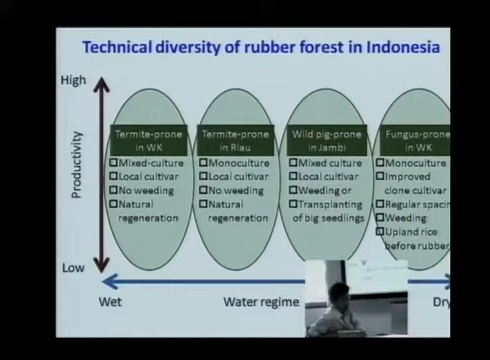 Technical diversity of rubber forest in Indonesia
High
Productivity
Low
Termite-prone
in WK
Mixed-culture
Local cultivar
No weeding
Natural
regeneration
Termite-prone
in Riau
Monoculture
Local cultivar
No weeding
Natural
regeneration
Wild pig-prone
in Jambi
Mixed culture
Local cultivar
Weeding or
Transplanting
of big seedlings
Fungus-prone
in WK
Monoculture
Improved
clone cultivar
Regular spacin
Weeding
Upland rice
before rubber
Wet
Water regime
Dry